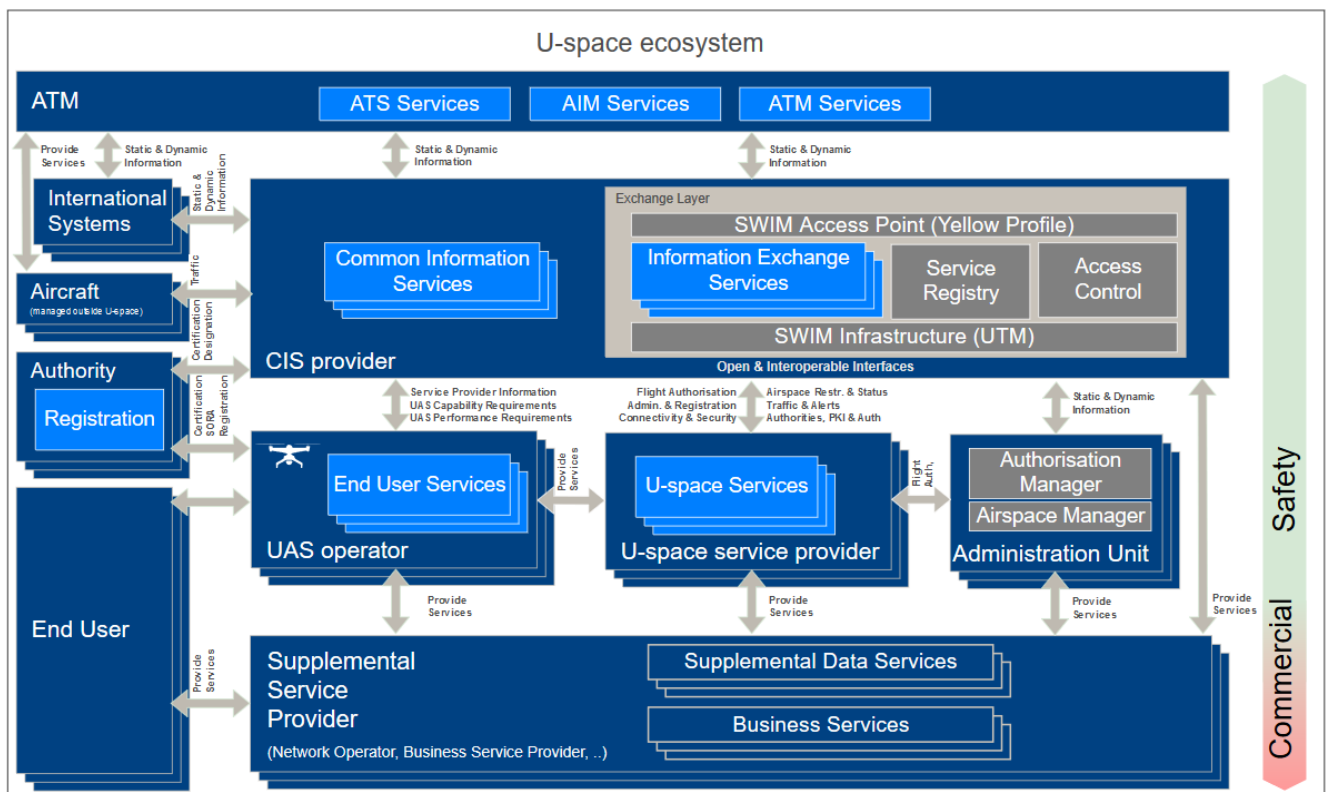 U-space ecosystem
ATM
ATS Services
AIM Services
ATM Services
Provide
Services
Static & Dynamic
Information
Static & Dynamic
Information
Static & Dynamic
Information
International
Systems
Static &
Dynamic
Information
Exchange Layer
SWIM Access Point (Yellow Profile)
Common Information
Services
Information Exchange
Services
Service
Registry
Access
Control
SWIM Infrastructure (UTM)
CIS provider
Open & Interoperable Interfaces
Aircraft
(managed outside U-space)
Traffic
Certification
Designation
Authority
Registration
Certification
SORA
Registration
Service Provider Information
UAS Capability Requirements
UAS Performance Requirements
Flight Authorisation
Admin. & Registration
Connectivity & Security
Airspace Restr. & Status
Traffic & Alerts
Authorities, PKI & Auth
Static & Dynamic
Information
End User Services
UAS operator
Provide
Services
U-space Services
U-space service provider
Flight
Auth,
Authorisation
Manager
Airspace Manager
Administration Unit
Provide
Services
Provide
Services
Provide
Services
Provide
Services
End User
Provide
Services
Supplemental
Service
Provider
(Network Operator, Business Service Provider, ..)
Supplemental Data Services
Business Services
Safety
Commercial